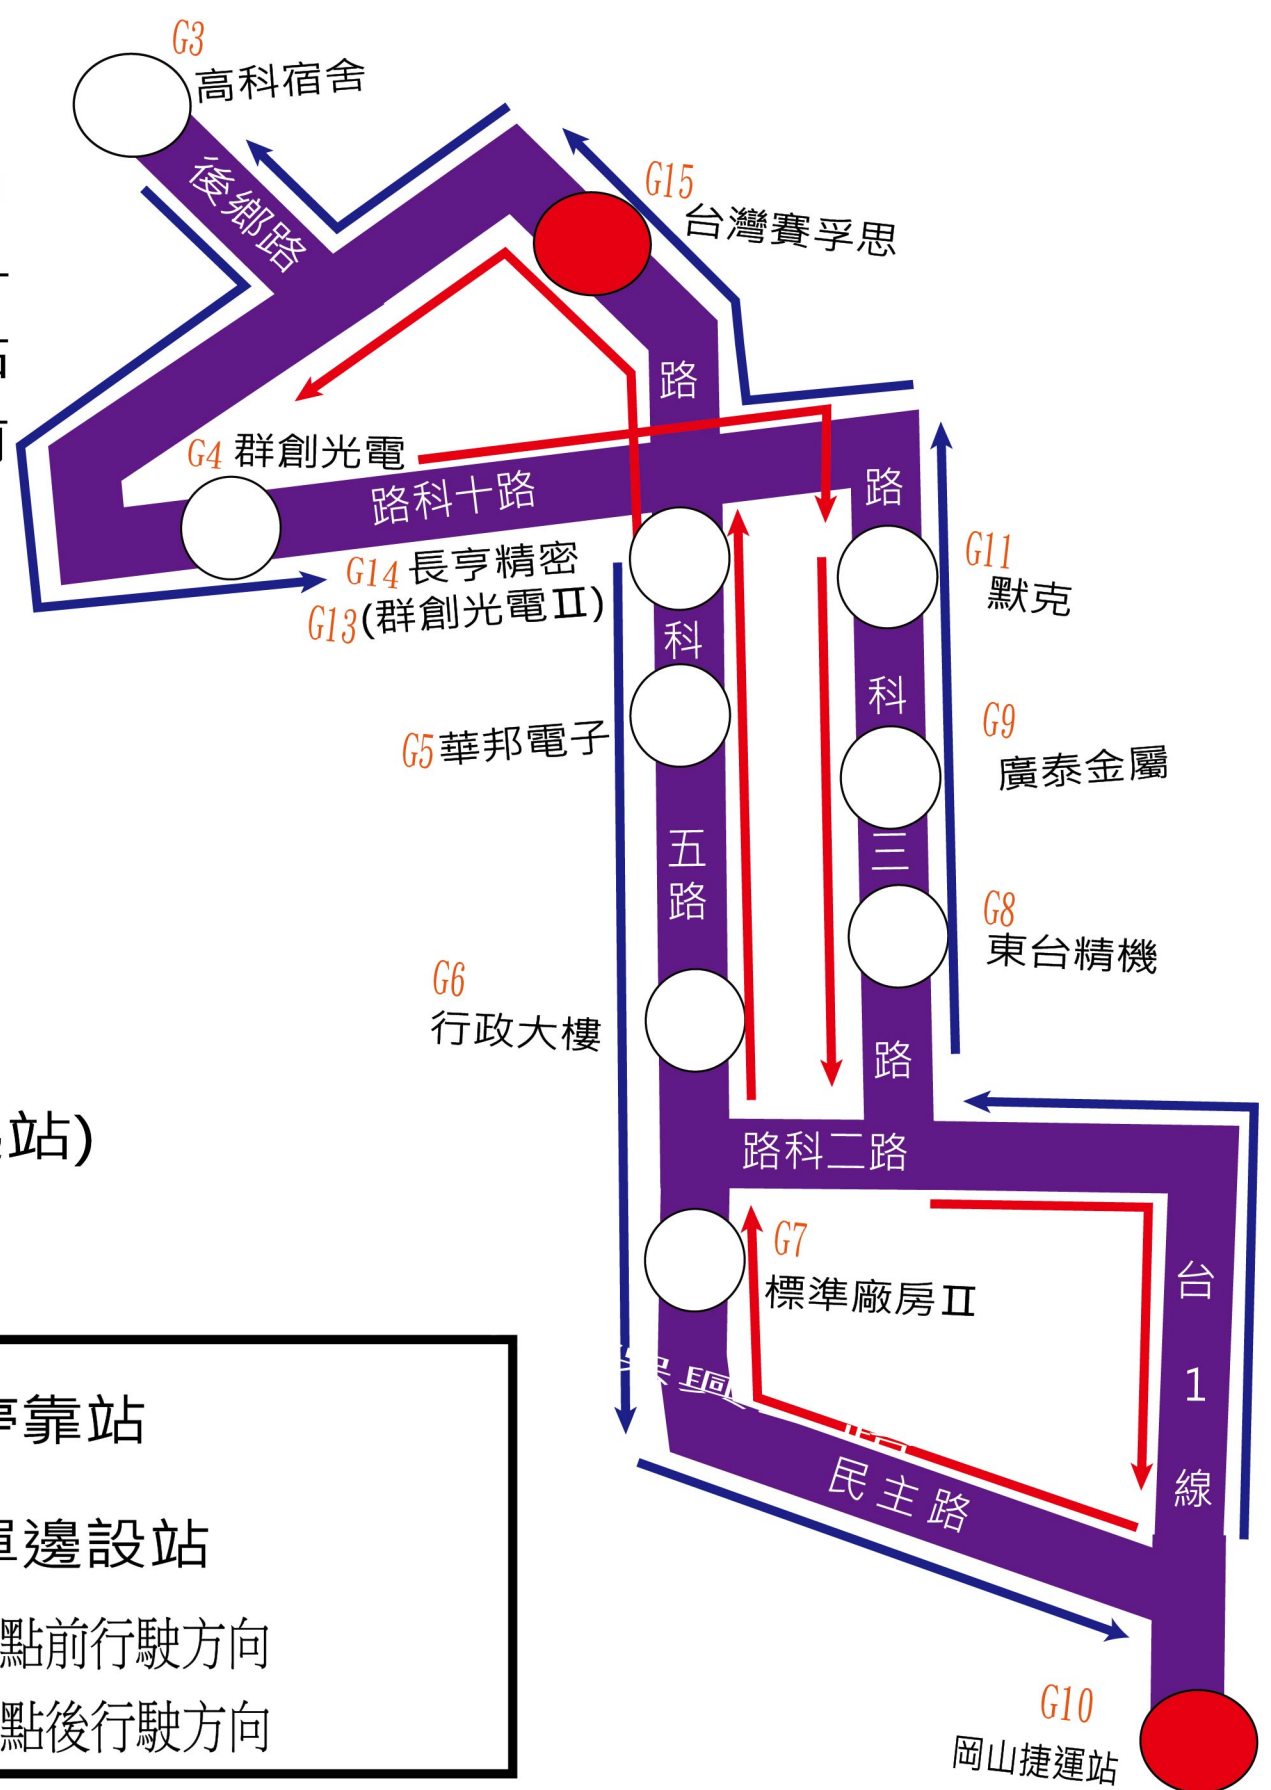 G3
高科宿舍
後鄉路
G15
台灣賽孚思
站
路
G4 群創光電
路科十路
路
G14 長亨精密
G13(群創光電Ⅱ)
G11
默克
科
科
G9
廣泰金屬
G5華邦電子
三
五
路
G8
東台精機
G6
行政大樓
路
站)
路科二路
G7
標準廠房Ⅱ
台
1
線
停靠站
民主路
單邊設站
點前行駛方向
點後行駛方向
G10
岡山捷運站